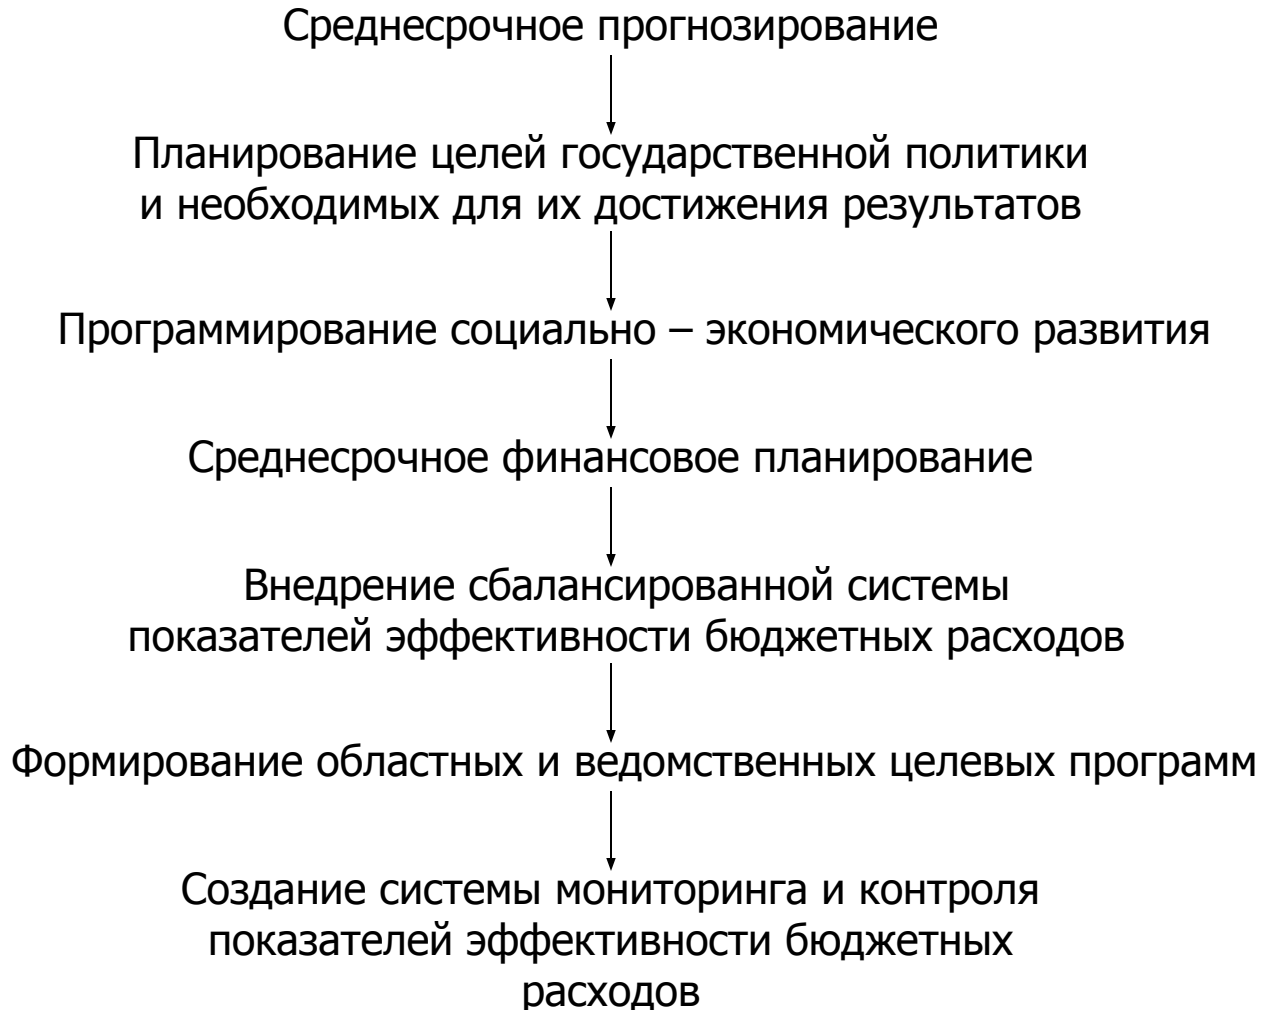 Среднесрочное прогнозирование
Планирование целей государственной политики
и необходимых для их достижения результатов
Программирование социально – экономического развития
Среднесрочное финансовое планирование
Внедрение сбалансированной системы
показателей эффективности бюджетных расходов
Формирование областных и ведомственных целевых программ
Создание системы мониторинга и контроля
показателей эффективности бюджетных
расходов